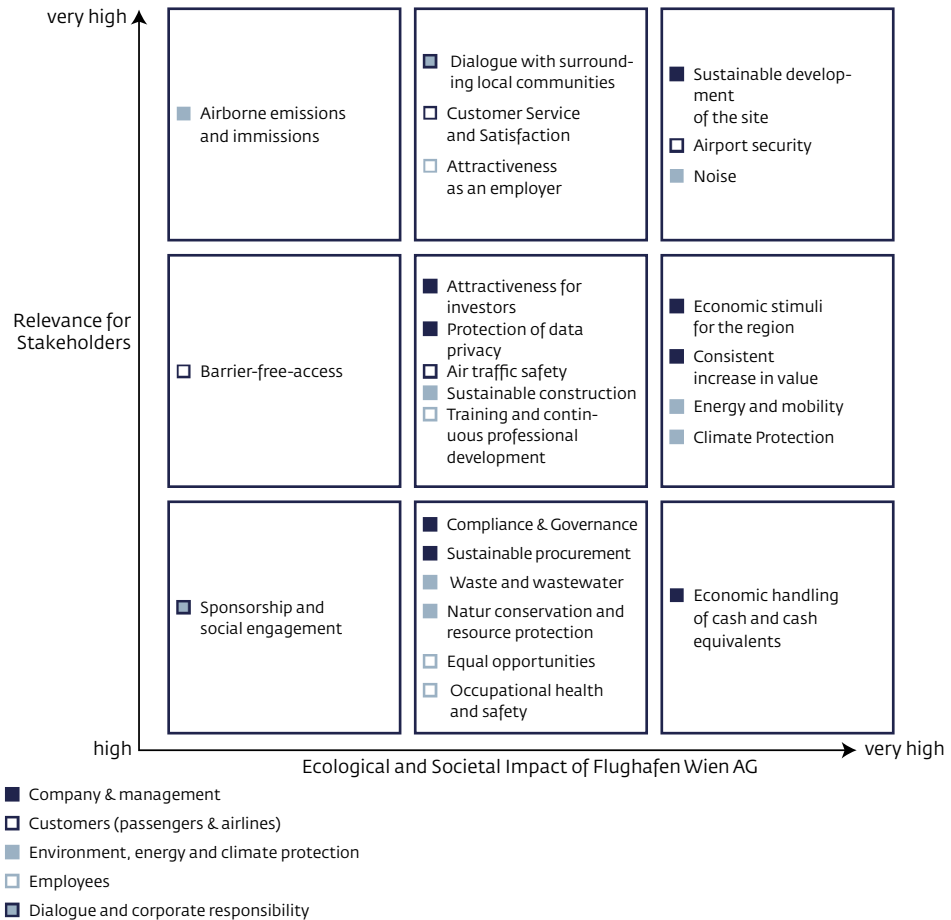 very high
Airborne emissions
and immissions
Dialogue with surround-
ing local communities
Customer Service
and Satisfaction
Attractiveness
as an employer
Sustainable develop-
ment
of the site
Airport security
Noise
Relevance for
Stakeholders
Barrier-free-access
Attractiveness for
investors
Protection of data
privacy
Air traffic safety
Sustainable construction
Training and contin-
uous professional
development
Economic stimuli
for the region
Consistent
increase in value
Energy and mobility
Climate Protection
Sponsorship and
social engagement
Compliance & Governance
Sustainable procurement
Waste and wastewater
Natur conservation and
resource protection
Equal opportunities
Occupational health
and safety
Economic handling
of cash and cash
equivalents
high
very high
Ecological and Societal Impact of Flughafen Wien AG
Company & management
Customers (passengers & airlines)
Environment, energy and climate protection
Employees
Dialogue and corporate responsibility